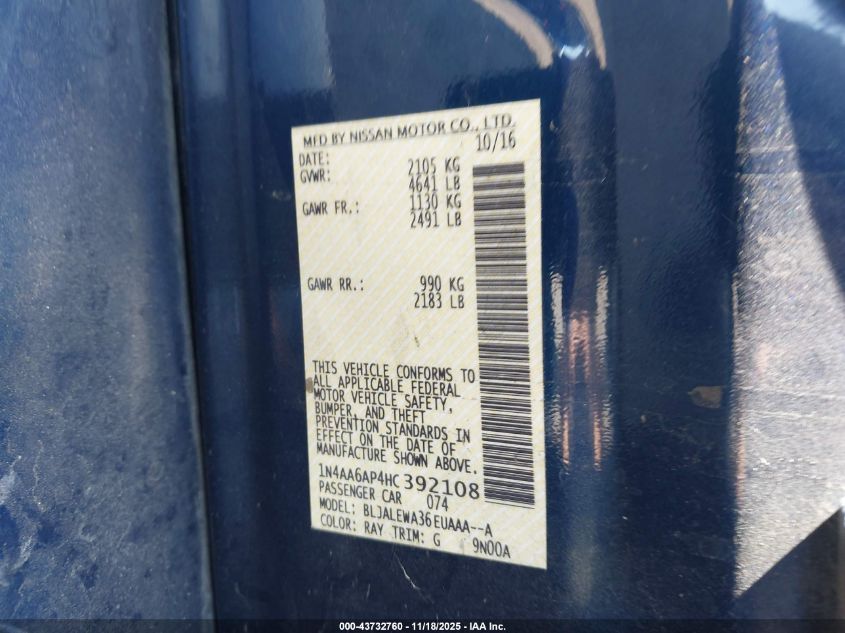 MFD BY NISSAN MOTOR CO., LTD.
DATE: 10/16
GVWR: 2105 KG
4641 LB
GAWR FR.: 1130 KG
2491 LB
GAWR RR.: 990 KG
2183 LB
THIS VEHICLE CONFORMS TO
ALL APPLICABLE FEDERAL
MOTOR VEHICLE SAFETY,
BUMPER, AND THEFT
PREVENTION STANDARDS IN
EFFECT ON THE DATE OF
MANUFACTURE SHOWN ABOVE.
1N4AA6AP4HC392108
PASSENGER CAR 074
MODEL: BLJALEWA36EUAAA--A
COLOR: RAY TRIM: G 9N00A
000-43732760 - 11/18/2025 - IAA Inc.